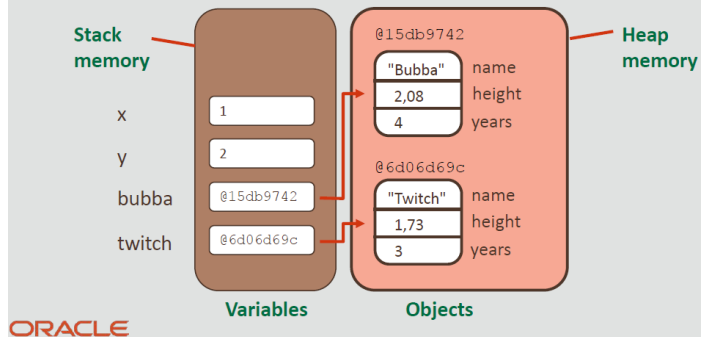 Stack
memory
x
y
bubba
twitch
1
2
@15db9742
@6d06d69c
Variables
@15db9742
"Bubba" name
2,08 height
4 years
@6d06d69c
"Twitch" name
1,73 height
3 years
Objects
Heap
memory
ORACLE